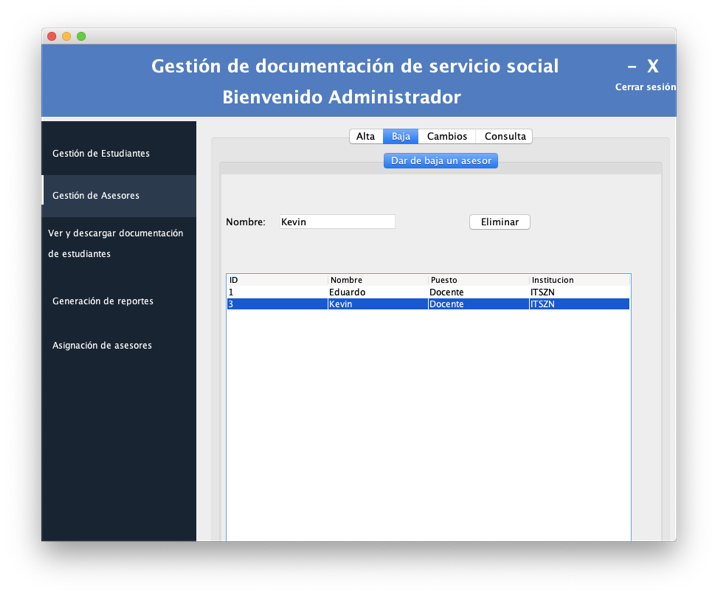 Gestión de documentación de servicio social
– X
Bienvenido Administrador
Cerrar sesión
Gestión de Estudiantes
Gestión de Asesores
Ver y descargar documentación
de estudiantes
Generación de reportes
Asignación de asesores
Alta Baja Cambios Consulta
Dar de baja un asesor
Nombre: Kevin Eliminar
ID Nombre Puesto Institucion
1 Eduardo Docente ITSZN
3 Kevin Docente ITSZN